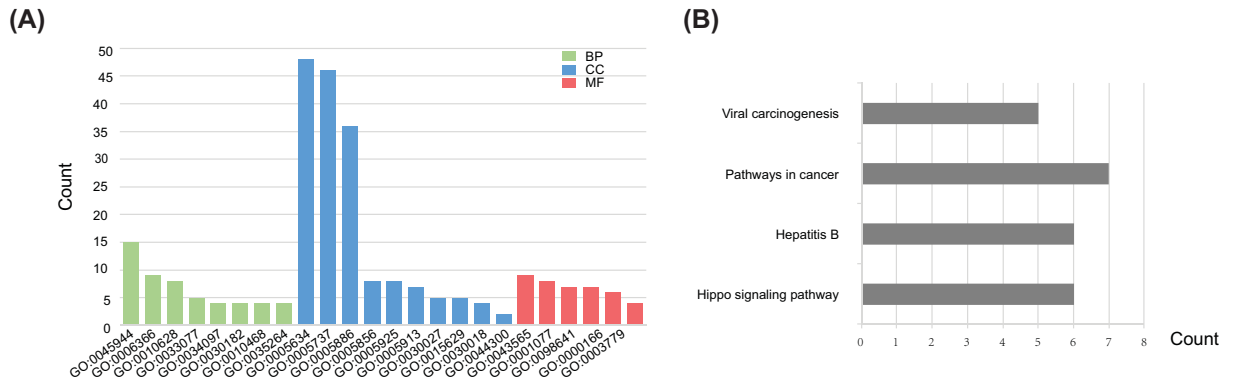 (A)
(B)
50
45
40
35
30
25
20
15
10
5
0
Count
BP
CC
MF
GO:0045944
GO:0006366
GO:0010628
GO:0033077
GO:0034097
GO:0030182
GO:0010468
GO:0035264
GO:0005634
GO:0005737
GO:0005886
GO:0005856
GO:0005925
GO:0005913
GO:0030027
GO:0015629
GO:0030018
GO:0044300
GO:0043565
GO:0001077
GO:0098641
GO:0000166
GO:0003779
Viral carcinogenesis
Pathways in cancer
Hepatitis B
Hippo signaling pathway
0 1 2 3 4 5 6 7 8
Count